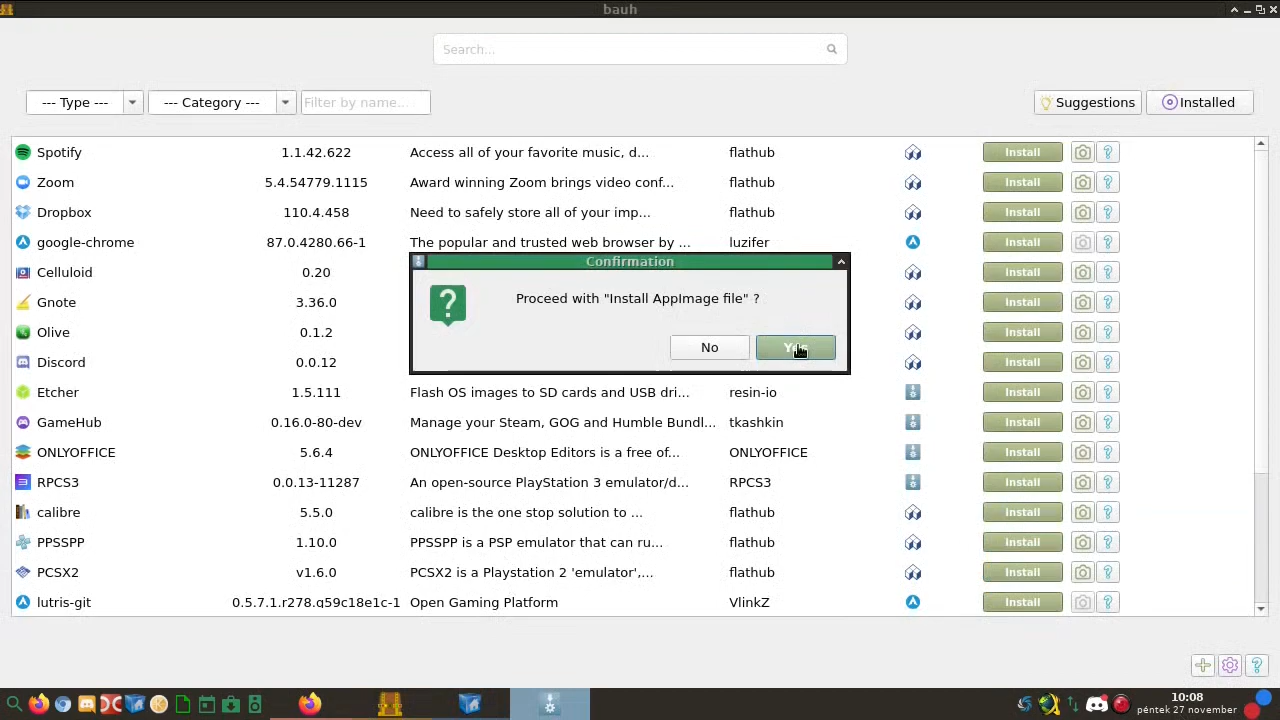 bauh
Search...
--- Type --- --- Category --- Filter by name... Suggestions Installed
Spotify 1.1.42.622 Access all of your favorite music, d... flathub Install
Zoom 5.4.54779.1115 Award winning Zoom brings video conf... flathub Install
Dropbox 110.4.458 Need to safely store all of your imp... flathub Install
google-chrome 87.0.4280.66-1 The popular and trusted web browser by ... luzifer Install
Celluloid 0.20 Install
Gnote 3.36.0 Install
Olive 0.1.2 Install
Discord 0.0.12 Install
Confirmation
Proceed with "Install AppImage file" ?
No Yes
Etcher 1.5.111 Flash OS images to SD cards and USB dri... resin-io Install
GameHub 0.16.0-80-dev Manage your Steam, GOG and Humble Bundl... tkashkin Install
ONLYOFFICE 5.6.4 ONLYOFFICE Desktop Editors is a free of... ONLYOFFICE Install
RPCS3 0.0.13-11287 An open-source PlayStation 3 emulator/d... RPCS3 Install
calibre 5.5.0 calibre is the one stop solution to ... flathub Install
PPSSPP 1.10.0 PPSSPP is a PSP emulator that can ru... flathub Install
PCSX2 v1.6.0 PCSX2 is a Playstation 2 'emulator',... flathub Install
lutris-git 0.5.7.1.r278.g59c18e1c-1 Open Gaming Platform VlinkZ Install
10:08
péntek 27 november